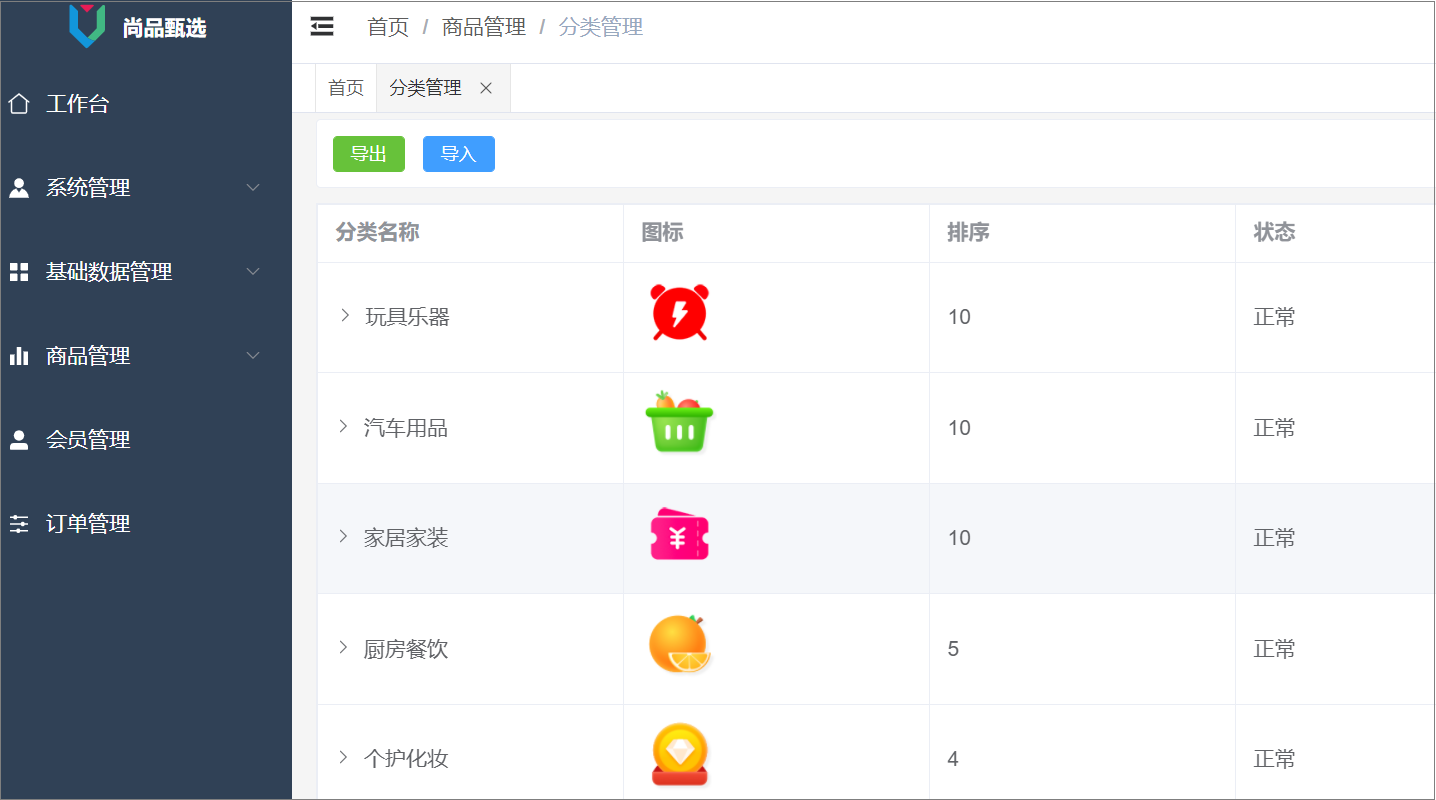 尚品甄选
首页 / 商品管理 / 分类管理
首页 分类管理
工作台
系统管理
基础数据管理
商品管理
会员管理
订单管理
导出 导入
分类名称 图标 排序 状态
玩具乐器 10 正常
汽车用品 10 正常
家居家装 ¥ 10 正常
厨房餐饮 5 正常
个护化妆 4 正常